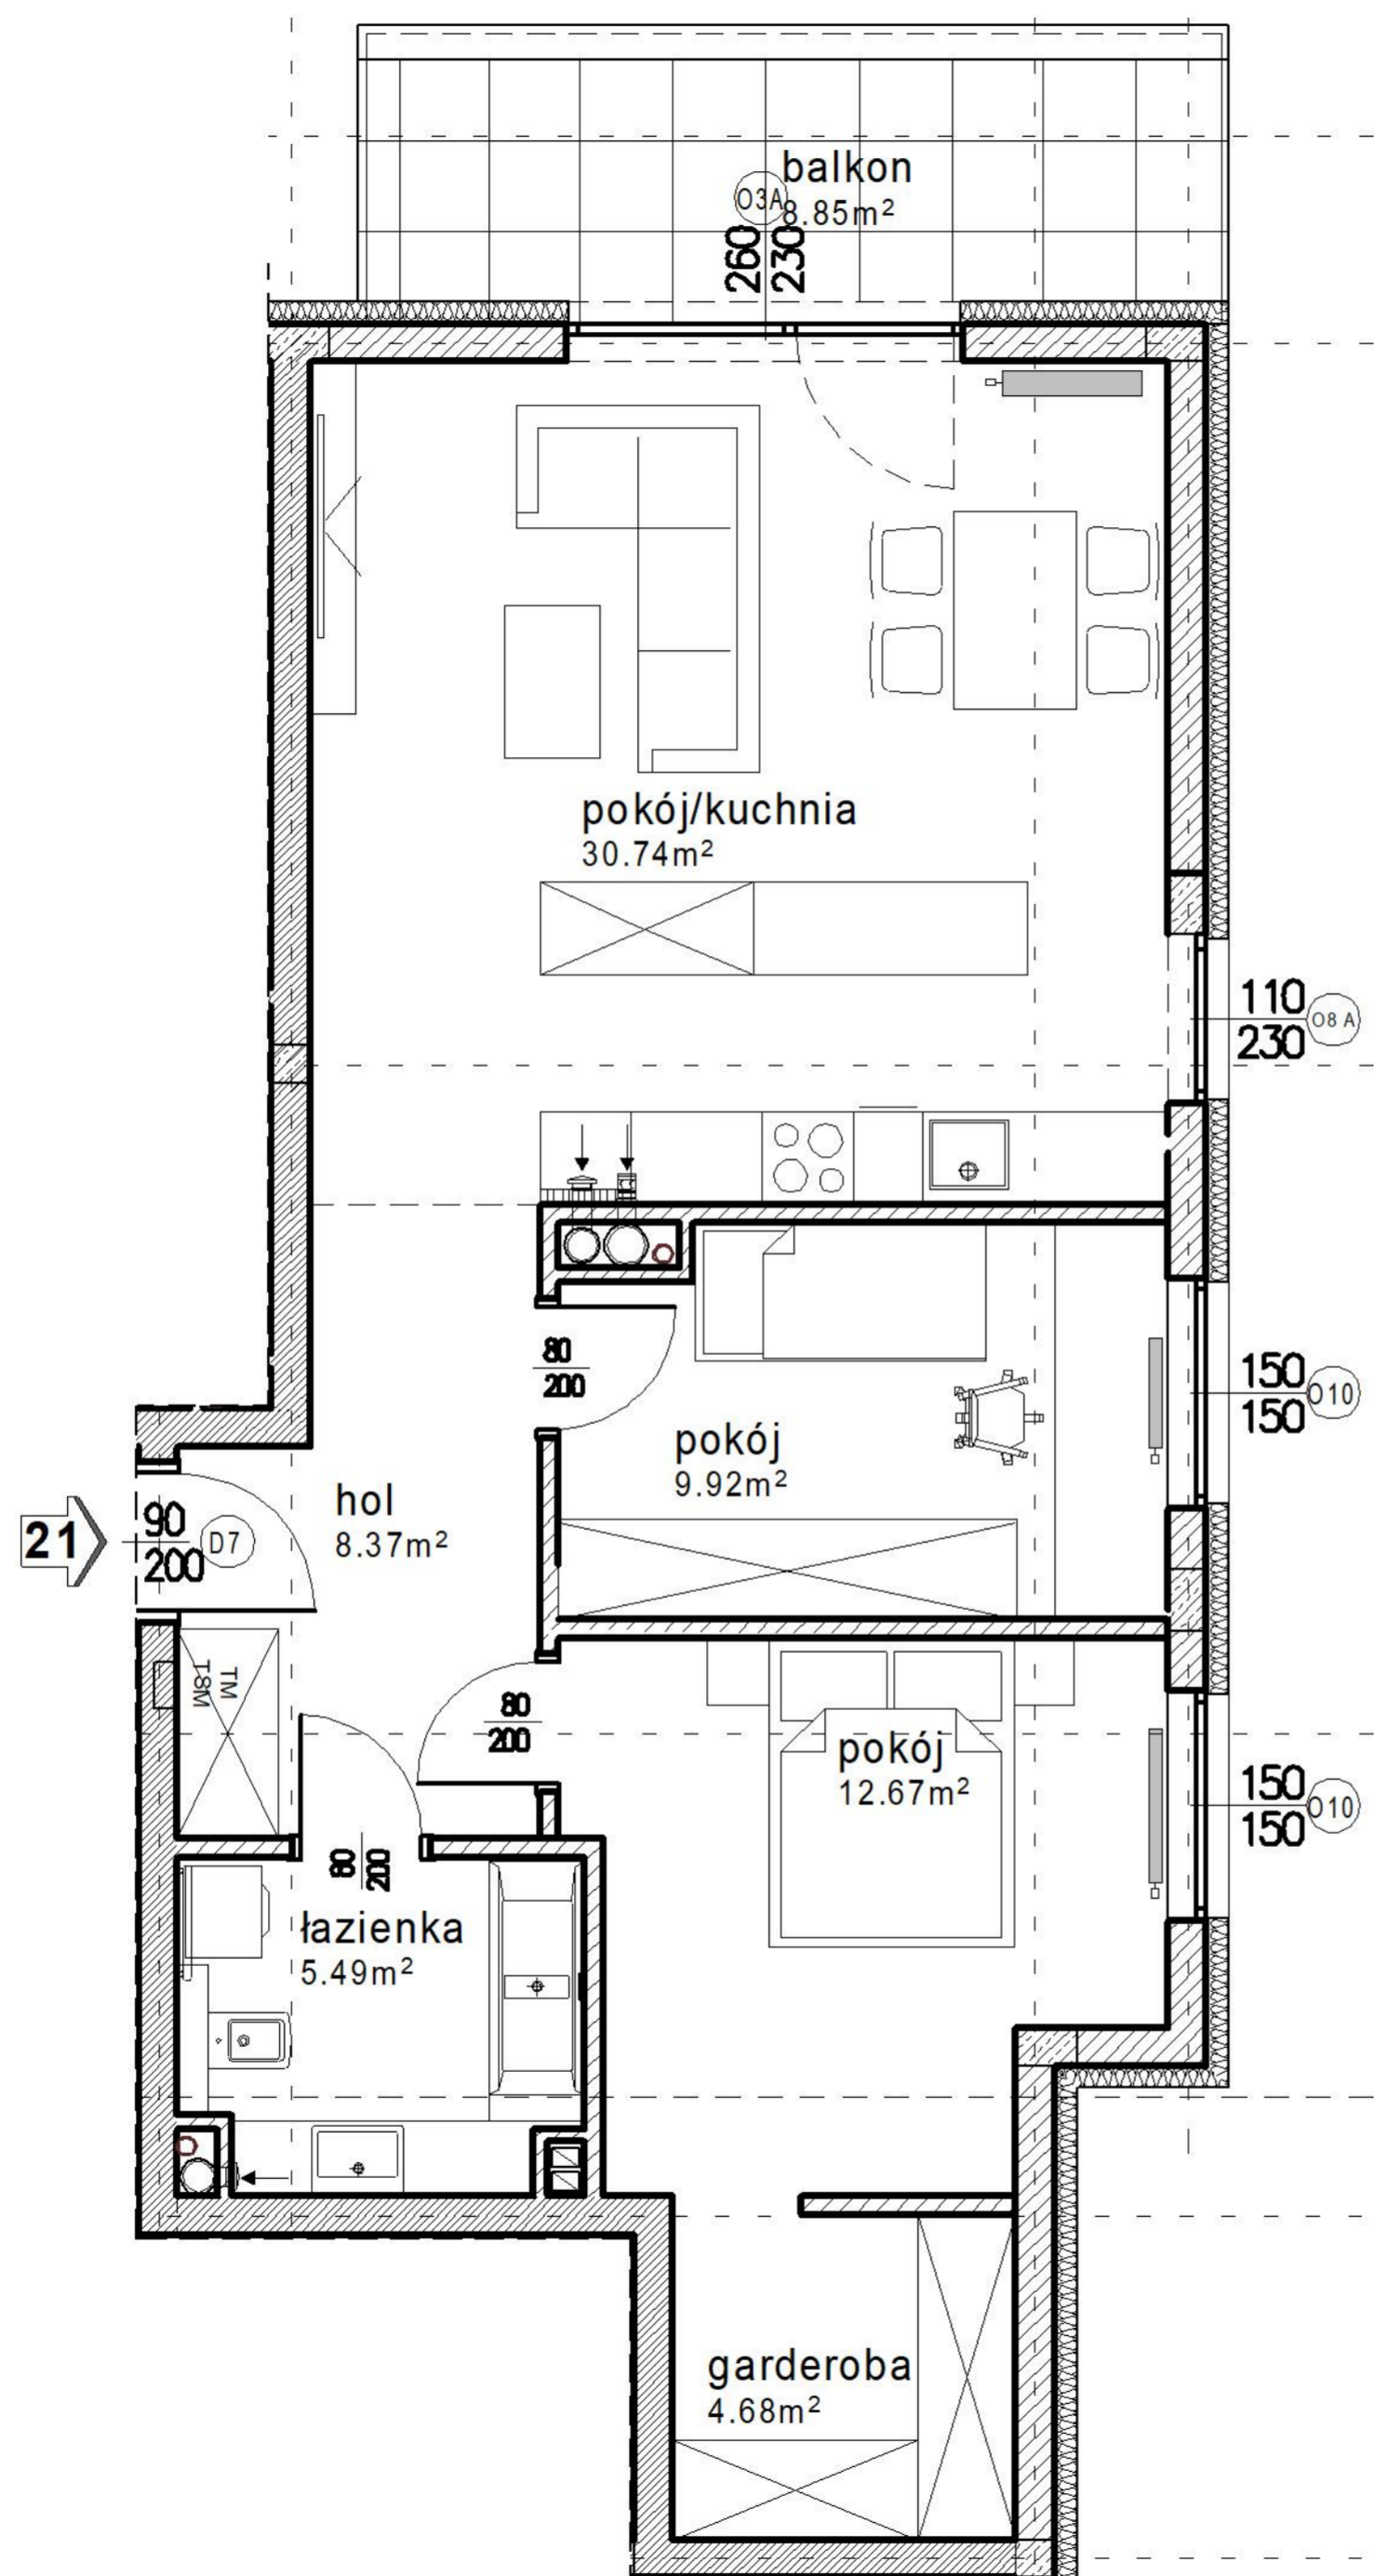 balkon
O3A
8.85m²
260
230
pokój/kuchnia
30.74m²
110
O8 A
230
80
200
150
O10
150
pokój
9.92m²
hol
8.37m²
21
90
D7
200
TM
T-SM
80
200
pokój
12.67m²
150
O10
150
80
200
łazienka
5.49m²
garderoba
4.68m²